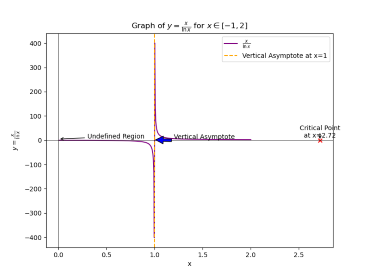 Graph of y = x/ln x for x ∈ [−1, 2]
x/ln x
Vertical Asymptote at x=1
Critical Point
at x≈2.72
Undefined Region
Vertical Asymptote
400
300
200
100
0
−100
−200
−300
−400
y = x/ln x
0.0
0.5
1.0
1.5
2.0
2.5
x